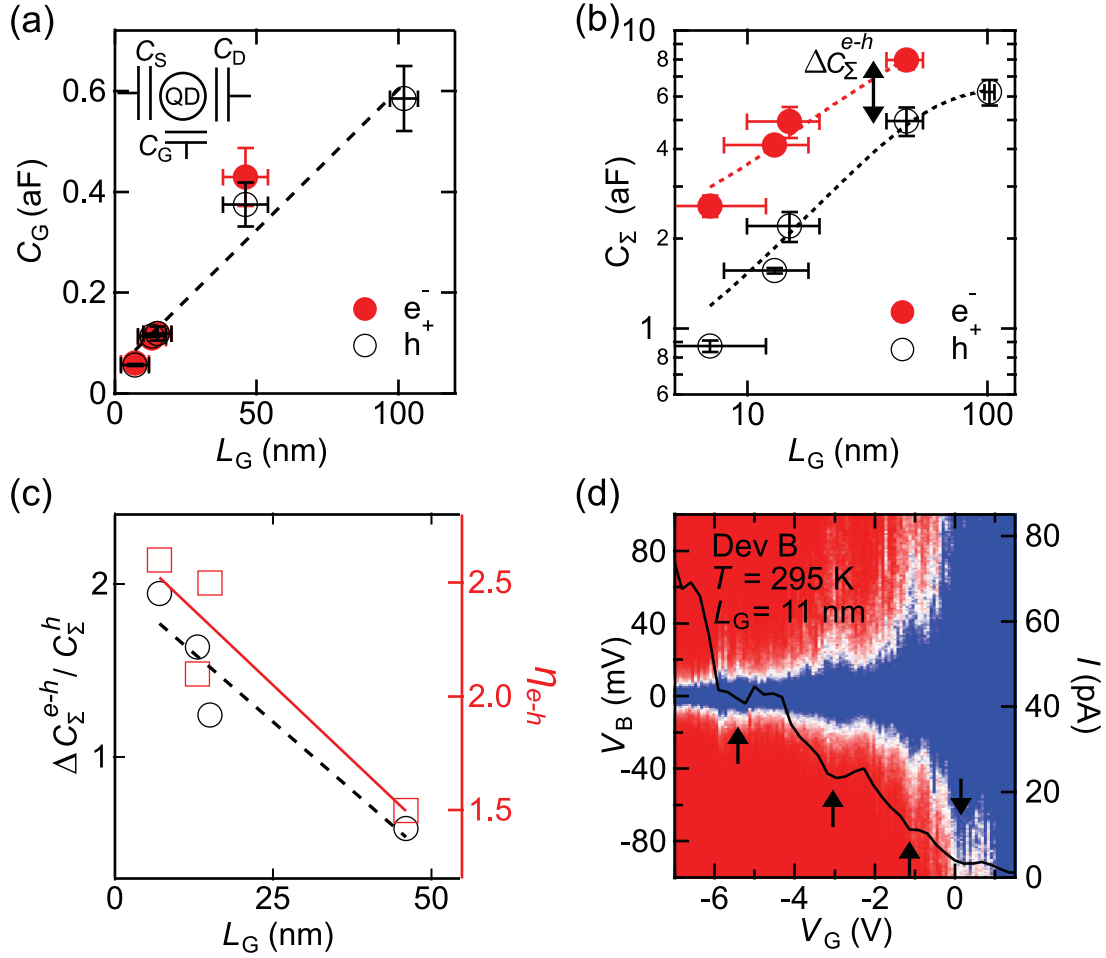 (a)
C_S
C_D
QD
C_G
0.6
0.4
0.2
0
C_G (aF)
e^-
h_+
0
50
100
L_G (nm)
(b)
10
8
6
4
2
1
8
6
C_Σ (aF)
ΔC_Σ^{e-h}
e^-
h_+
10
100
L_G (nm)
(c)
2
1
ΔC_Σ^{e-h} / C_Σ^h
2.5
2.0
1.5
η_{e-h}
0
25
50
L_G (nm)
(d)
Dev B
T = 295 K
L_G = 11 nm
80
40
0
-40
-80
V_B (mV)
80
60
40
20
0
I (pA)
-6
-4
-2
0
V_G (V)